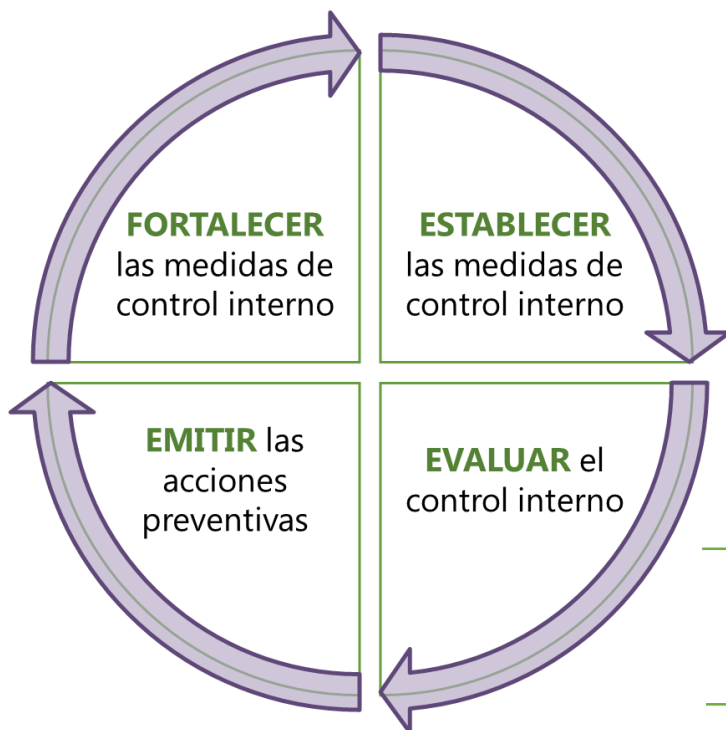 FORTALECER
las medidas de
control interno
ESTABLECER
las medidas de
control interno
EMITIR las
acciones
preventivas
EVALUAR el
control interno